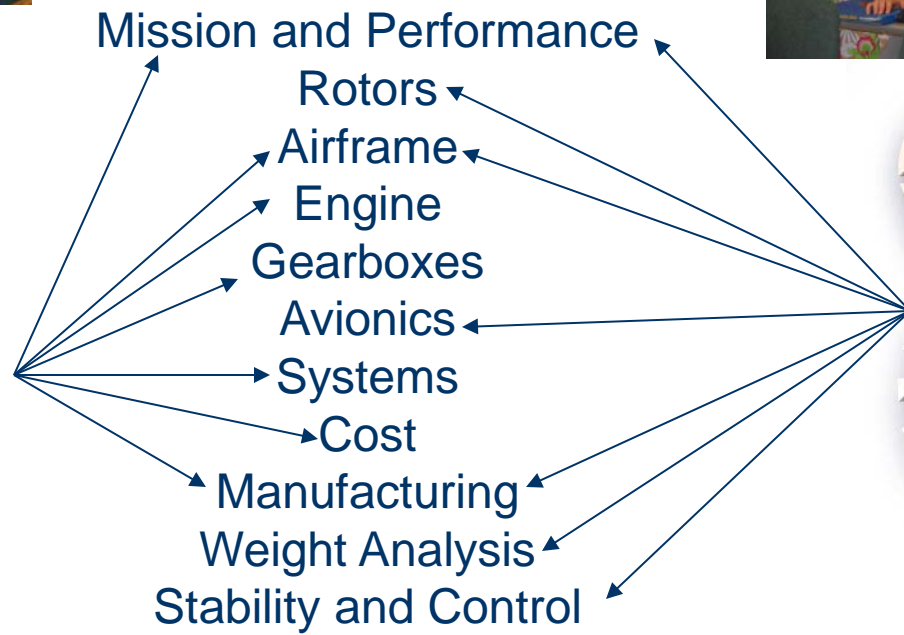 Mission and Performance
Rotors
Airframe
Engine
Gearboxes
Avionics
Systems
Cost
Manufacturing
Weight Analysis
Stability and Control